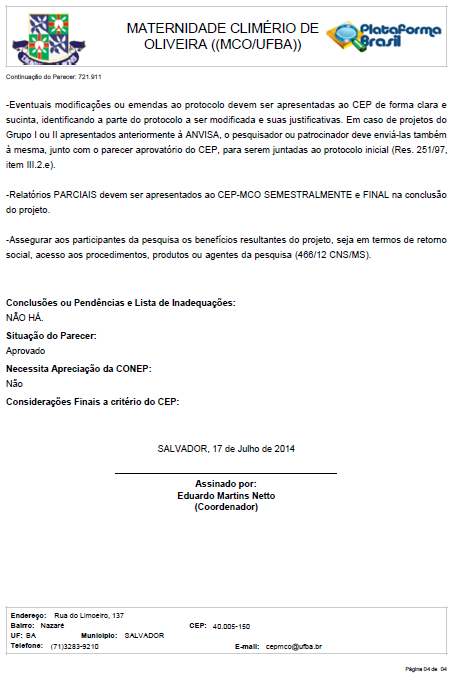 MATERNIDADE CLIMÉRIO DE
OLIVEIRA ((MCO/UFBA))
Plataforma
Brasil
Continuação do Parecer: 721.911
-Eventuais modificações ou emendas ao protocolo devem ser apresentadas ao CEP de forma clara e
sucinta, identificando a parte do protocolo a ser modificada e suas justificativas. Em caso de projetos do
Grupo I ou II apresentados anteriormente à ANVISA, o pesquisador ou patrocinador deve enviá-las também
à mesma, junto com o parecer aprovatório do CEP, para serem juntadas ao protocolo inicial (Res. 251/97,
item III.2.e).
-Relatórios PARCIAIS devem ser apresentados ao CEP-MCO SEMESTRALMENTE e FINAL na conclusão
do projeto.
-Assegurar aos participantes da pesquisa os benefícios resultantes do projeto, seja em termos de retorno
social, acesso aos procedimentos, produtos ou agentes da pesquisa (466/12 CNS/MS).
Conclusões ou Pendências e Lista de Inadequações:
NÃO HÁ.
Situação do Parecer:
Aprovado
Necessita Apreciação da CONEP:
Não
Considerações Finais a critério do CEP:
SALVADOR, 17 de Julho de 2014
Assinado por:
Eduardo Martins Netto
(Coordenador)
Endereço: Rua do Limoeiro, 137
Bairro: Nazaré CEP: 40.005-150
UF: BA Município: SALVADOR
Telefone: (71)3283-9210 E-mail: cepmco@ufba.br
Página 04 de 04